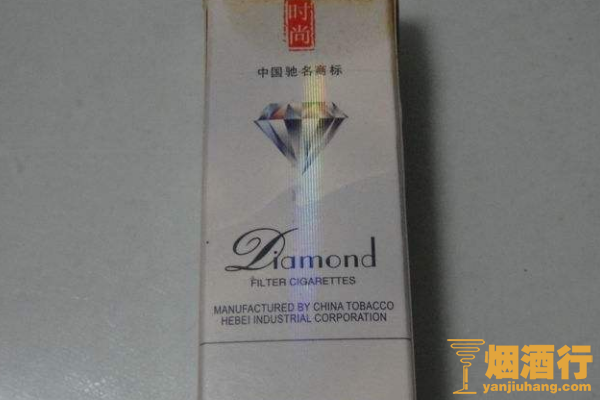 时尚
中国驰名商标
Diamond
FILTER CIGARETTES
MANUFACTURED BY CHINA TOBACCO
HEBEI INDUSTRIAL CORPORATION
烟酒行
yanjiuhang.com